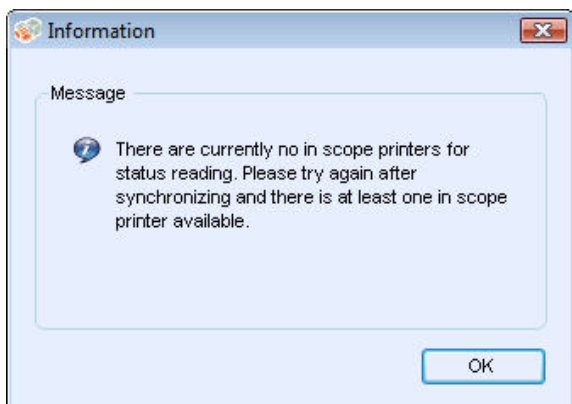 Information
Message
There are currently no in scope printers for
status reading. Please try again after
synchronizing and there is at least one in scope
printer available.
OK